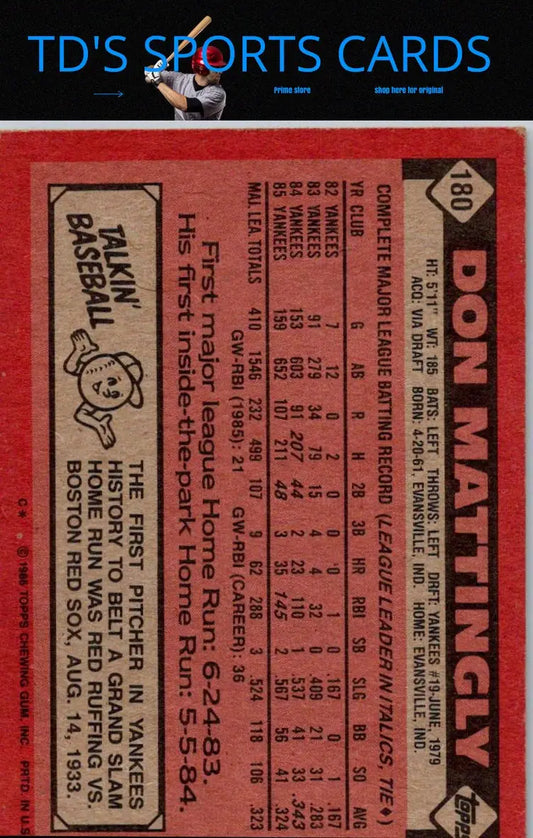 TD'S SPORTS CARDS
Prime store
shop here for original
180
DON MATTINGLY
topps
HT: 5'11" WT: 185 BATS: LEFT THROWS: LEFT DRFT: YANKEES #19-JUNE, 1979
ACQ: VIA DRAFT BORN: 4-20-61, EVANSVILLE, IND. HOME: EVANSVILLE, IND.
COMPLETE MAJOR LEAGUE BATTING RECORD (LEAGUE LEADER IN ITALICS, TIE♦)
YR CLUB G AB R H 2B 3B HR RBI SB SLG BB SO AVG
82 YANKEES 7 12 0 2 0 0 0 1 0 .167 0 1 .167
83 YANKEES 91 279 34 79 15 4 4 32 0 .409 21 31 .283
84 YANKEES 153 603 91 207 44 2 23 110 1 .537 41 33 .343
85 YANKEES 159 652 107 211 48 3 35 145 2 .567 56 41 .324
MAJ. LEA. TOTALS 410 1546 232 499 107 9 62 288 3 .524 118 106 .323
GW-RBI (1985): 21 GW-RBI (CAREER): 36
First major league Home Run: 6-24-83.
His first inside-the-park Home Run: 5-5-84.
TALKIN'
BASEBALL
THE FIRST PITCHER IN YANKEES
HISTORY TO BELT A GRAND SLAM
HOME RUN WAS RED RUFFING VS.
BOSTON RED SOX, AUG. 14, 1933.
C* © 1986 TOPPS CHEWING GUM, INC. PRTD. IN U.S